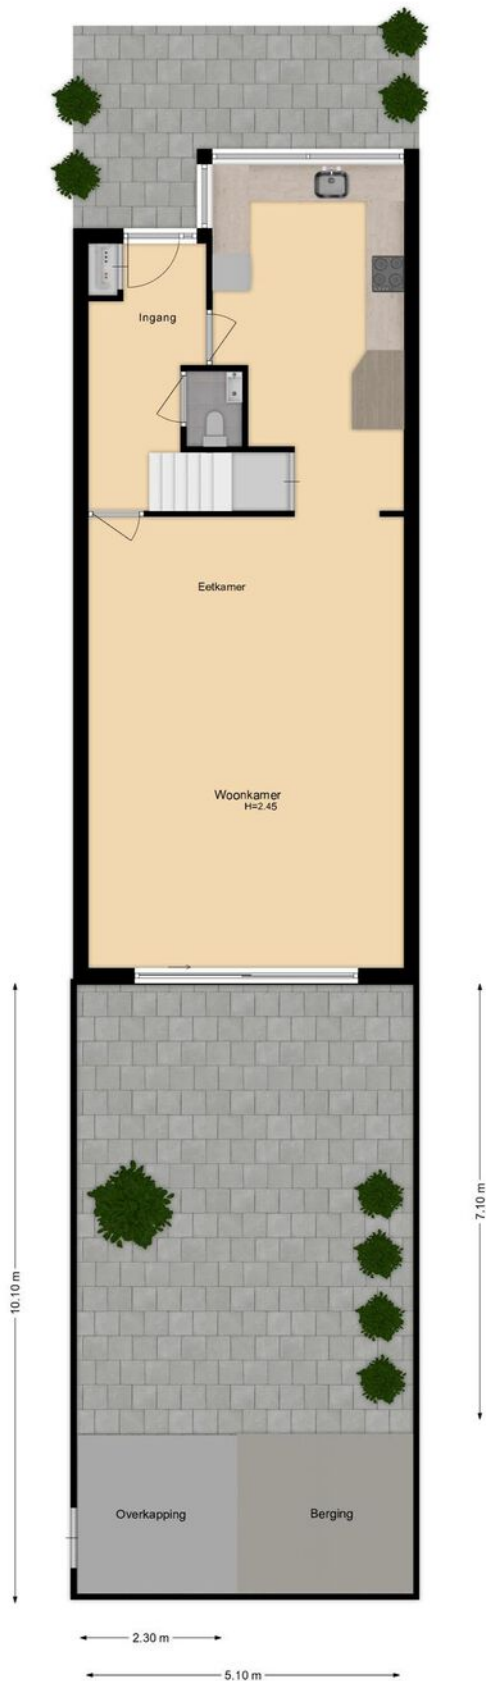 Ingang
Eetkamer
Woonkamer
H=2.45
10.10 m
7.10 m
Overkapping
Berging
2.30 m
5.10 m